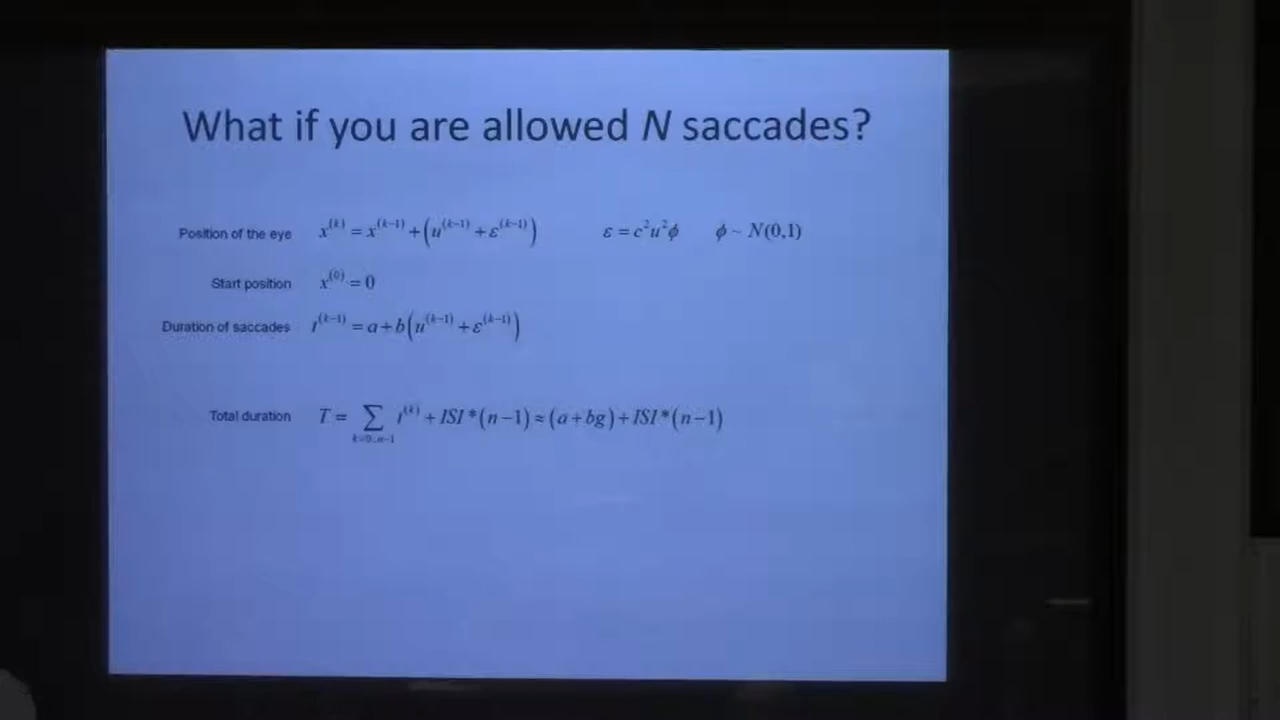 What if you are allowed N saccades?
Position of the eye x^(k) = x^(k−1) + (u^(k−1) + ε^(k−1)) ε = c²u²ϕ ϕ ~ N(0,1)
Start position x^(0) = 0
Duration of saccades t^(k−1) = a + b(u^(k−1) + ε^(k−1))
Total duration T = ∑ t^(k) + ISI * (n−1) ≈ (a + bg) + ISI * (n−1)
k=0..n−1